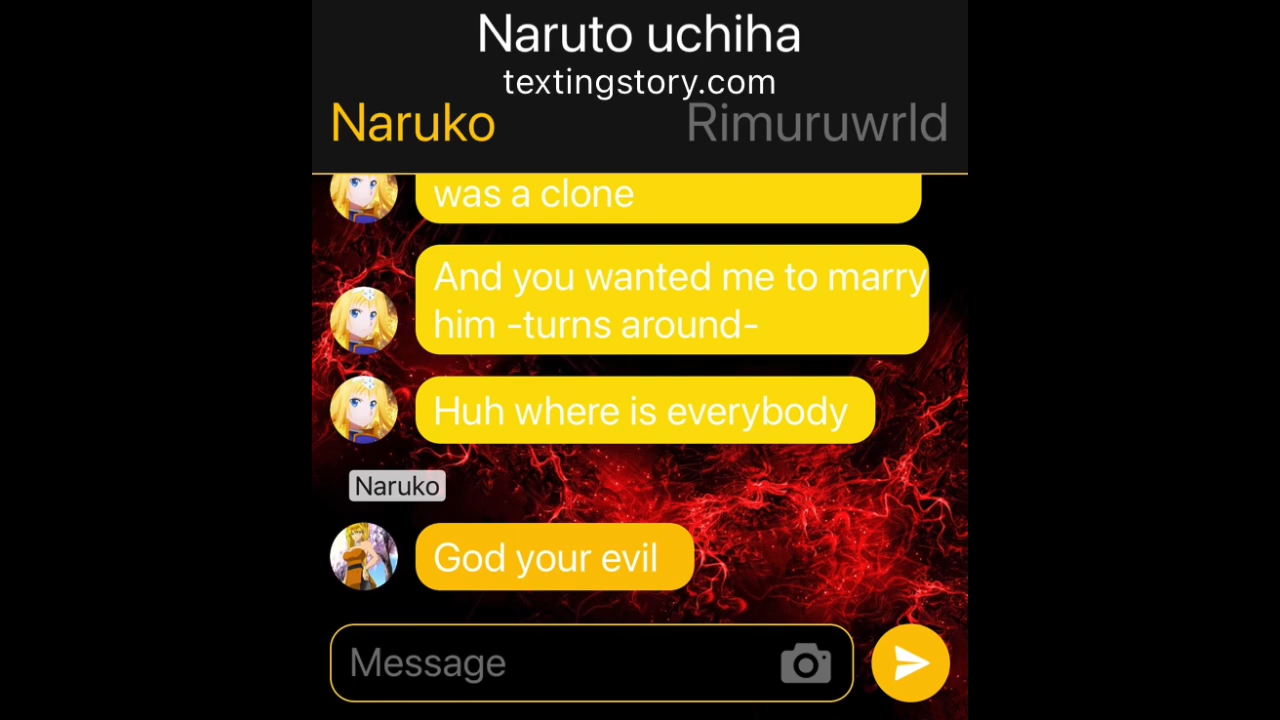 Naruto uchiha
textingstory.com
Naruko Rimuruwrld
was a clone
And you wanted me to marry
him -turns around-
Huh where is everybody
Naruko
God your evil
Message